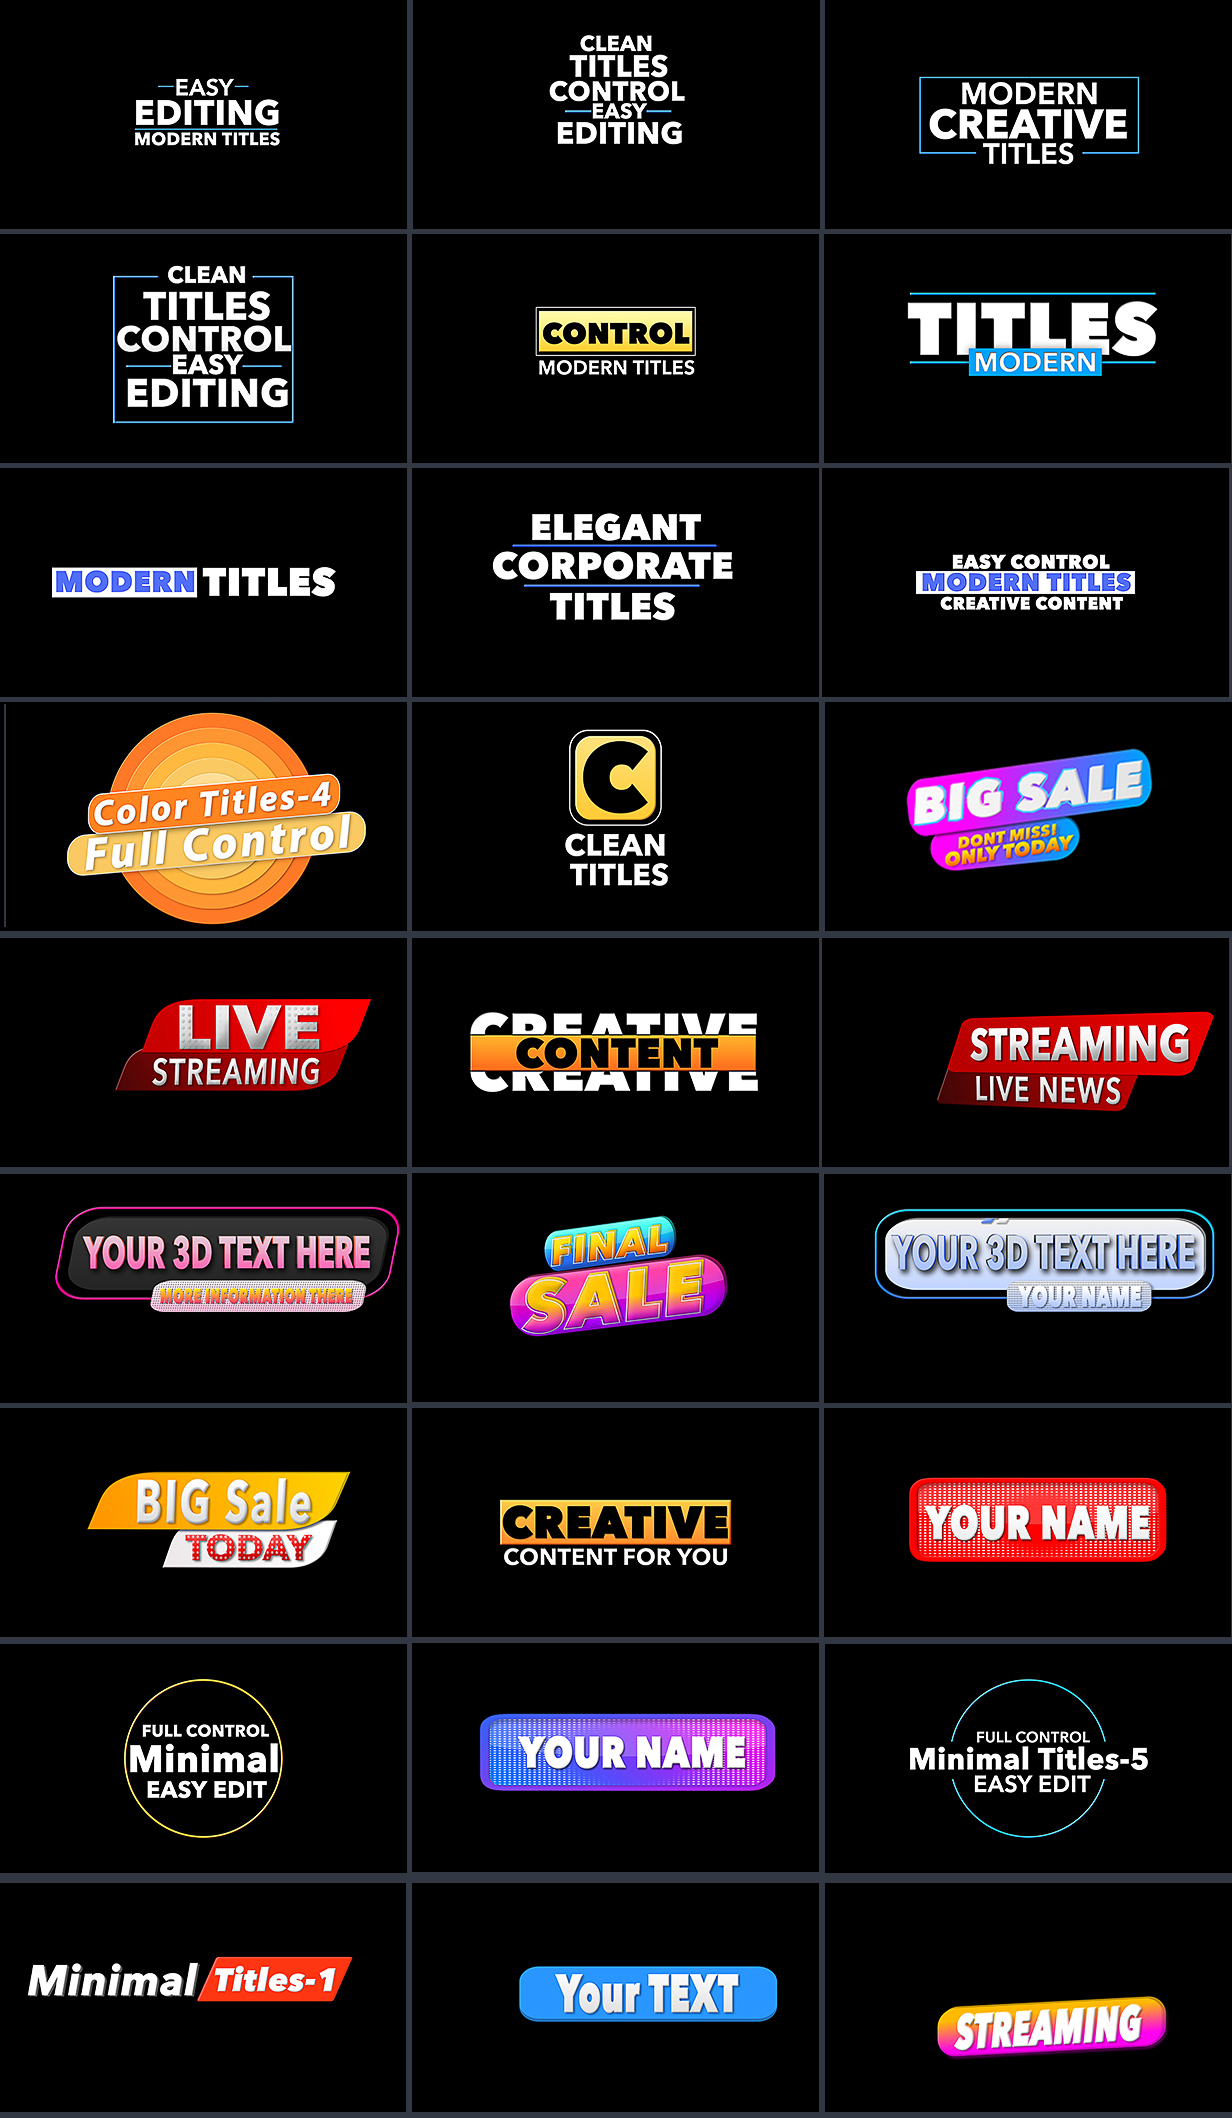 EASY
EDITING
MODERN TITLES
CLEAN
TITLES
CONTROL
EASY
EDITING
MODERN
CREATIVE
TITLES
CLEAN
TITLES
CONTROL
EASY
EDITING
CONTROL
MODERN TITLES
TITLES
MODERN
MODERN TITLES
ELEGANT
CORPORATE
TITLES
EASY CONTROL
MODERN TITLES
CREATIVE CONTENT
Color Titles-4
Full Control
C
CLEAN
TITLES
BIG SALE
DONT MISS!
ONLY TODAY
LIVE
STREAMING
CREATIVE
CONTENT
CREATIVE
STREAMING
LIVE NEWS
YOUR 3D TEXT HERE
MORE INFORMATION THERE
FINAL
SALE
YOUR 3D TEXT HERE
YOUR NAME
BIG Sale
TODAY
CREATIVE
CONTENT FOR YOU
YOUR NAME
FULL CONTROL
Minimal
EASY EDIT
YOUR NAME
FULL CONTROL
Minimal Titles-5
EASY EDIT
Minimal Titles-1
Your TEXT
STREAMING